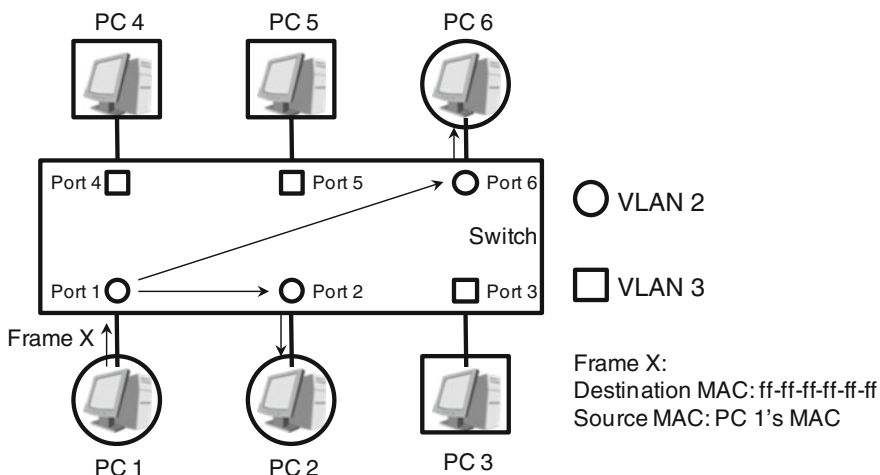 PC 4
PC 5
PC 6
Port 4
Port 5
Port 6
VLAN 2
Switch
Port 1
Port 2
Port 3
VLAN 3
Frame X
Frame X:
Destination MAC: ff-ff-ff-ff-ff-ff
Source MAC: PC 1's MAC
PC 1
PC 2
PC 3